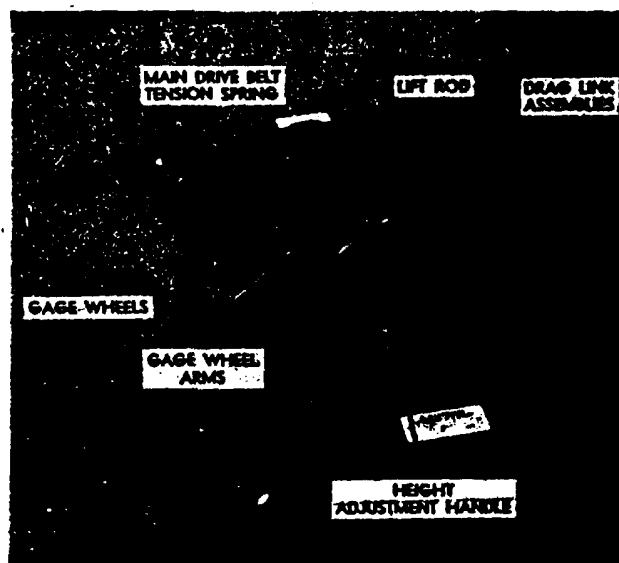 MAIN DRIVE BELT
TENSION SPRING
LIFT ROD
DRAG LINK
ASSEMBLIES
GAGE WHEELS
GAGE WHEEL
ARMS
HEIGHT
ADJUSTMENT HANDLE